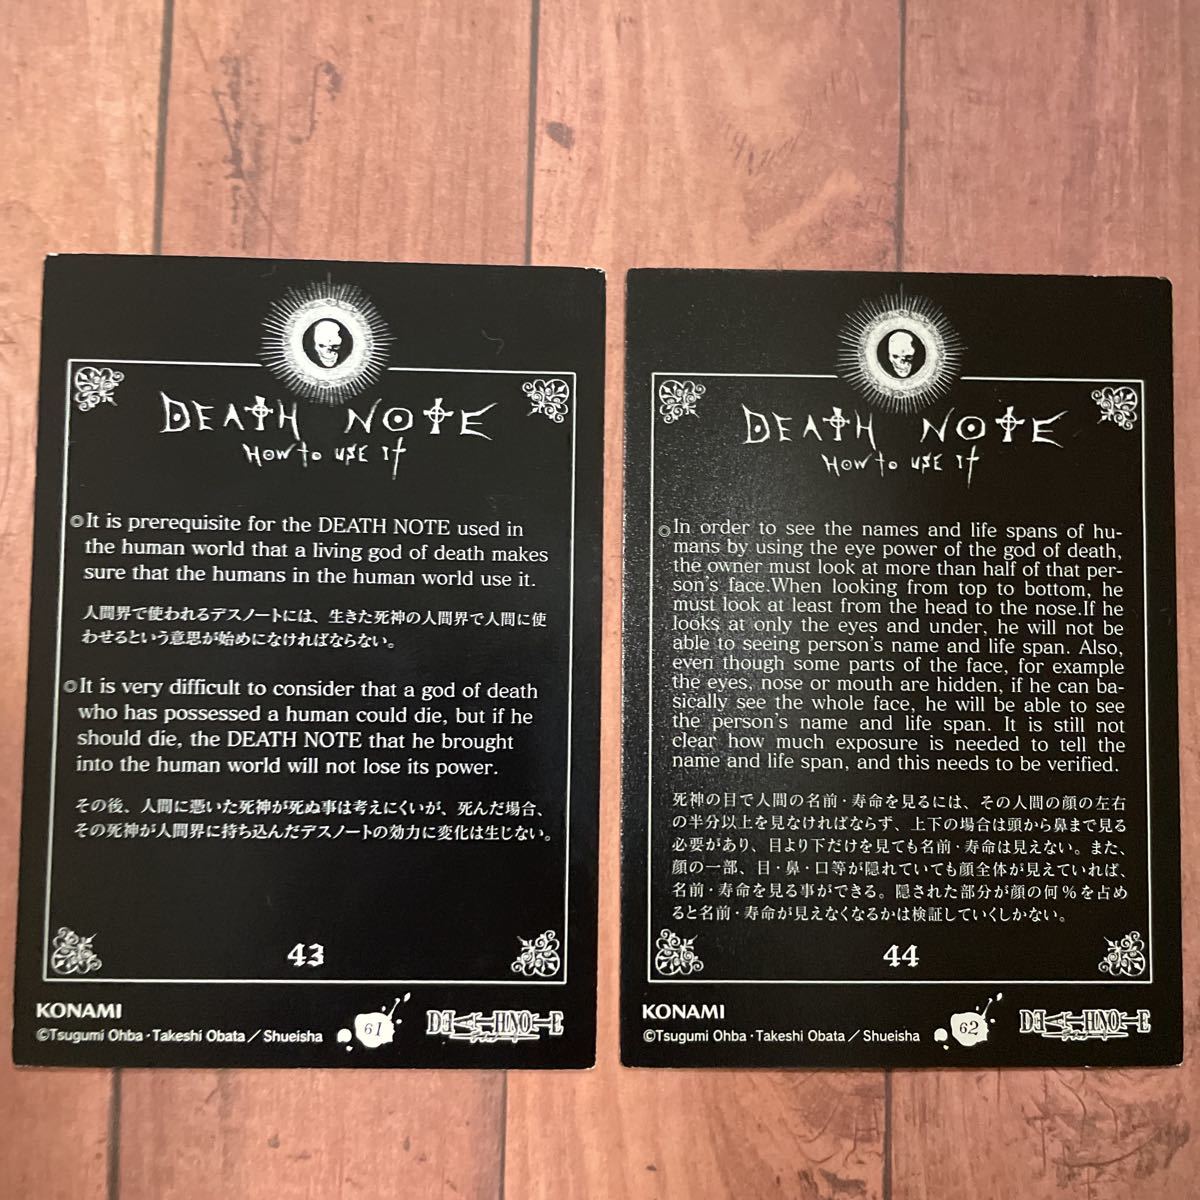 DEATH NOTE
HOW TO USE IT
◎It is prerequisite for the DEATH NOTE used in
the human world that a living god of death makes
sure that the humans in the human world use it.
人間界で使われるデスノートには、生きた死神の人間界で人間に使
わせるという意思が始めになければならない。
◎It is very difficult to consider that a god of death
who has possessed a human could die, but if he
should die, the DEATH NOTE that he brought
into the human world will not lose its power.
その後、人間に憑いた死神が死ぬ事は考えにくいが、死んだ場合、
その死神が人間界に持ち込んだデスノートの効力に変化は生じない。
43
KONAMI
©Tsugumi Ohba・Takeshi Obata／Shueisha
61
DEATH NOTE
DEATH NOTE
HOW TO USE IT
◎In order to see the names and life spans of hu-
mans by using the eye power of the god of death,
the owner must look at more than half of that per-
son's face.When looking from top to bottom, he
must look at least from the head to the nose.If he
looks at only the eyes and under, he will not be
able to seeing person's name and life span. Also,
even though some parts of the face, for example
the eyes, nose or mouth are hidden, if he can ba-
sically see the whole face, he will be able to see
the person's name and life span. It is still not
clear how much exposure is needed to tell the
name and life span, and this needs to be verified.
死神の目で人間の名前・寿命を見るには、その人間の顔の左右
の半分以上を見なければならず、上下の場合は頭から鼻まで見る
必要があり、目より下だけを見ても名前・寿命は見えない。また、
顔の一部、目・鼻・口等が隠れていても顔全体が見えていれば、
名前・寿命を見る事ができる。隠された部分が顔の何％を占め
ると名前・寿命が見えなくなるかは検証していくしかない。
44
KONAMI
©Tsugumi Ohba・Takeshi Obata／Shueisha
62
DEATH NOTE